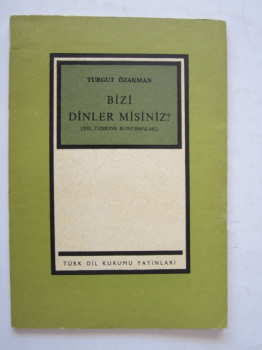 TURGUT ÖZAKMAN
BİZİ
DİNLER MİSİNİZ?
(DİL ÜZERİNE KONUŞMALAR)
TÜRK DİL KURUMU YAYINLARI